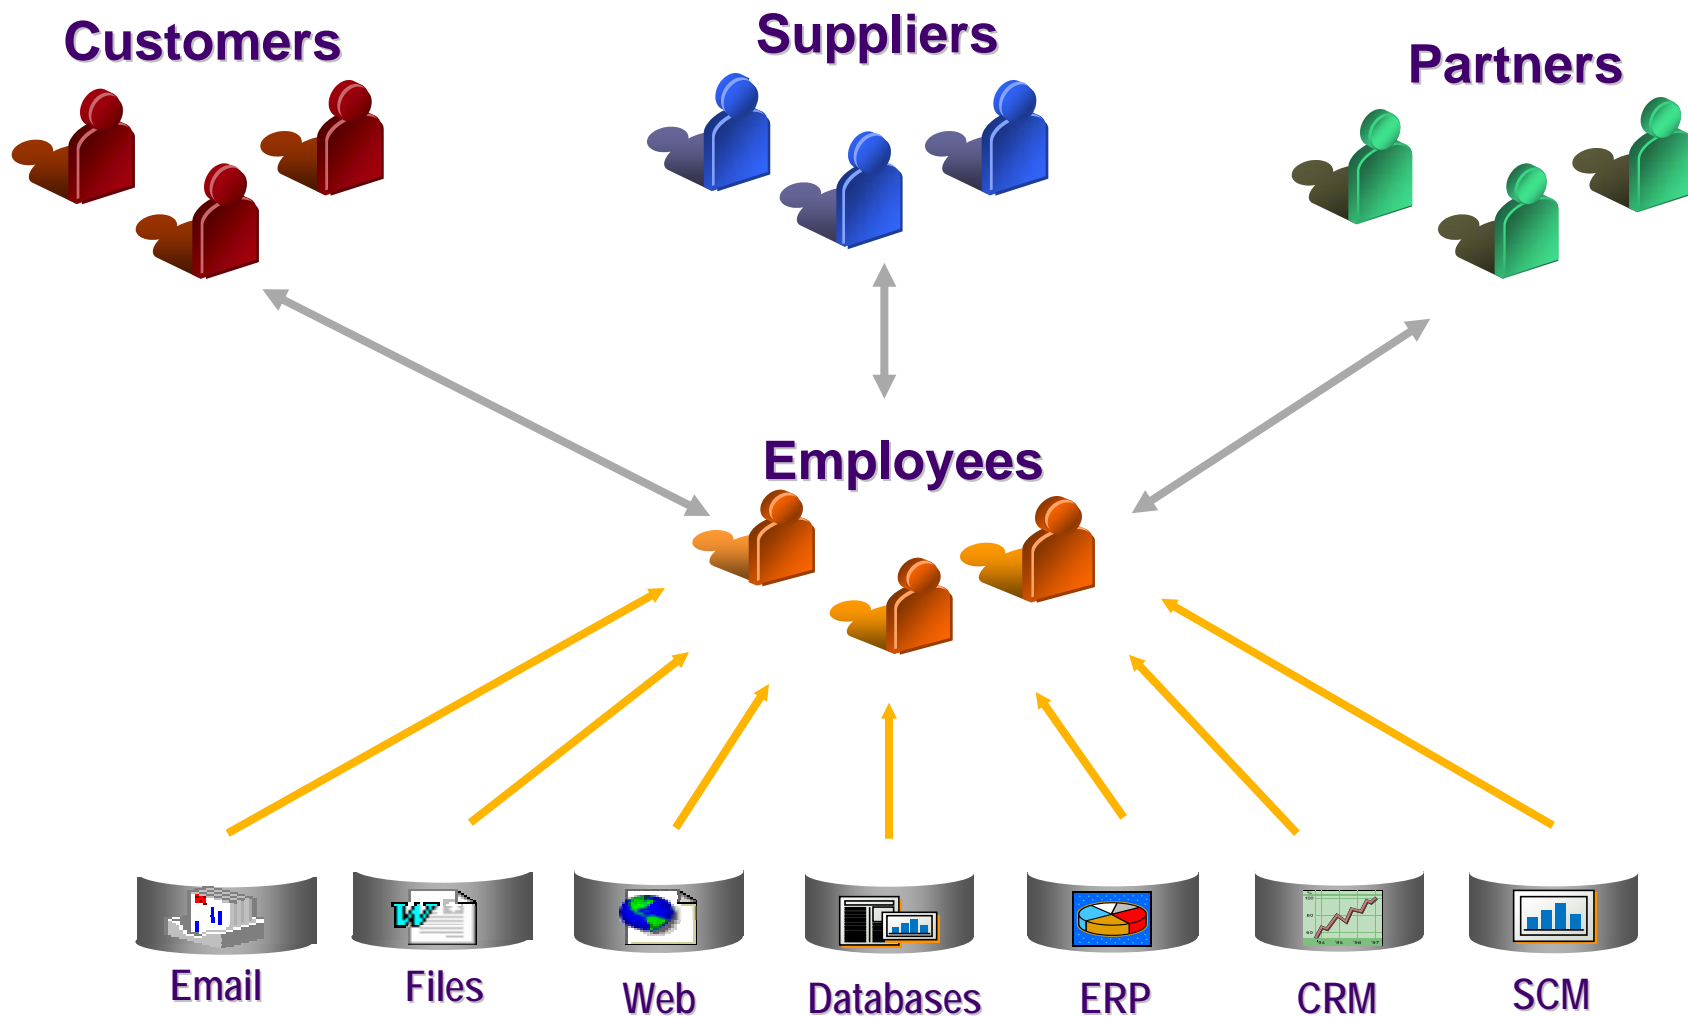 Customers
Suppliers
Partners
Employees
W
Email
Files
Web
Databases
ERP
CRM
SCM